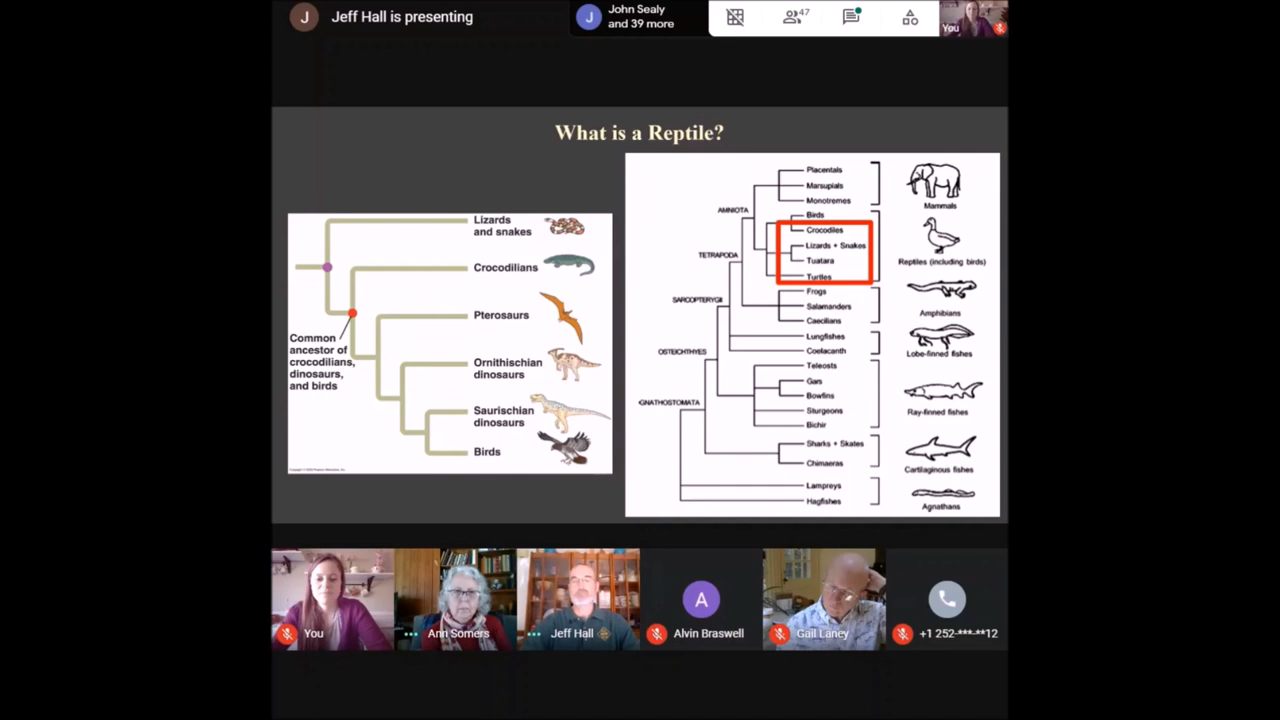 J
Jeff Hall is presenting
J
John Sealy
and 39 more
47
You
What is a Reptile?
Lizards
and snakes
Crocodilians
Pterosaurs
Common
ancestor of
crocodilians,
dinosaurs,
and birds
Ornithischian
dinosaurs
Saurischian
dinosaurs
Birds
Placentals
Marsupials
Monotremes
Mammals
AMNIOTA
Birds
Crocodiles
Lizards + Snakes
Tuatara
Turtles
Reptiles (including birds)
TETRAPODA
Frogs
Salamanders
Caecilians
Amphibians
SARCOPTERYGII
Lungfishes
Coelacanth
Lobe-finned fishes
OSTEICHTHYES
Teleosts
Gars
Bowfins
Sturgeons
Bichir
Ray-finned fishes
GNATHOSTOMATA
Sharks + Skates
Chimaeras
Cartilaginous fishes
Lampreys
Hagfishes
Agnathans
You
Ann Somers
Jeff Hall
A
Alvin Braswell
Gail Laney
+1 252-***-**12